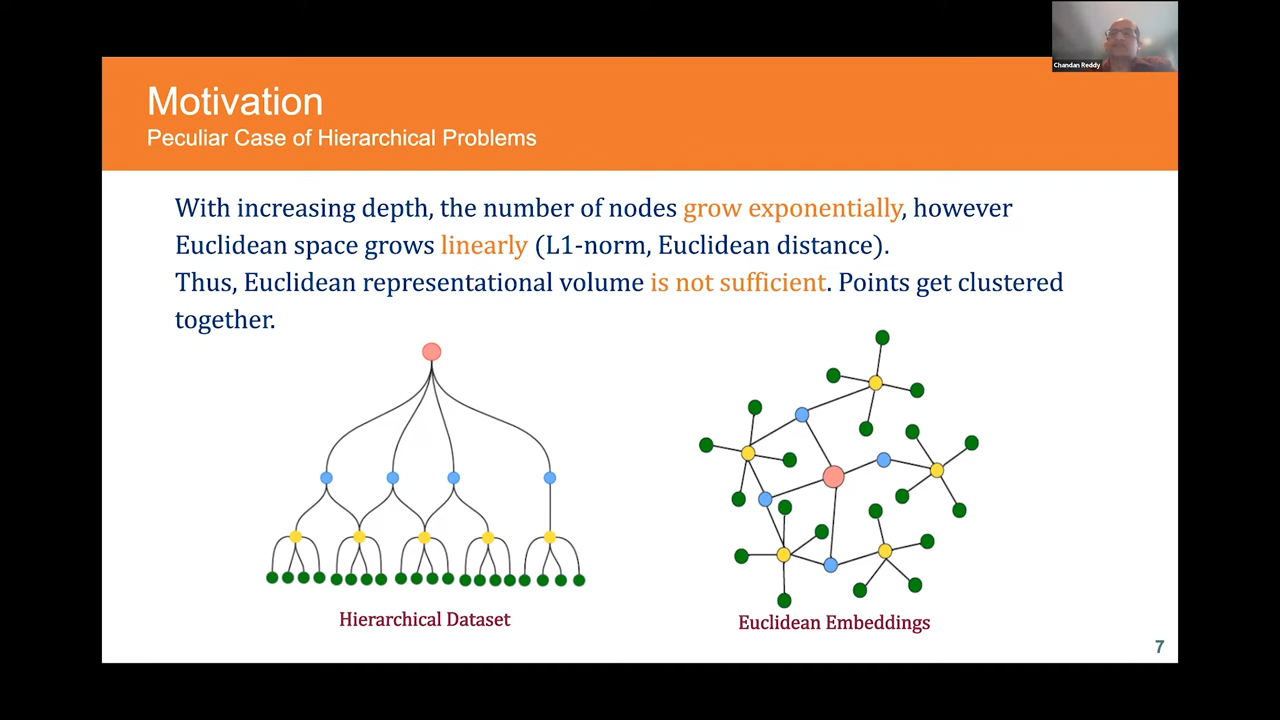 Chandan Reddy
Motivation
Peculiar Case of Hierarchical Problems
With increasing depth, the number of nodes grow exponentially, however
Euclidean space grows linearly (L1-norm, Euclidean distance).
Thus, Euclidean representational volume is not sufficient. Points get clustered
together.
Hierarchical Dataset
Euclidean Embeddings
7